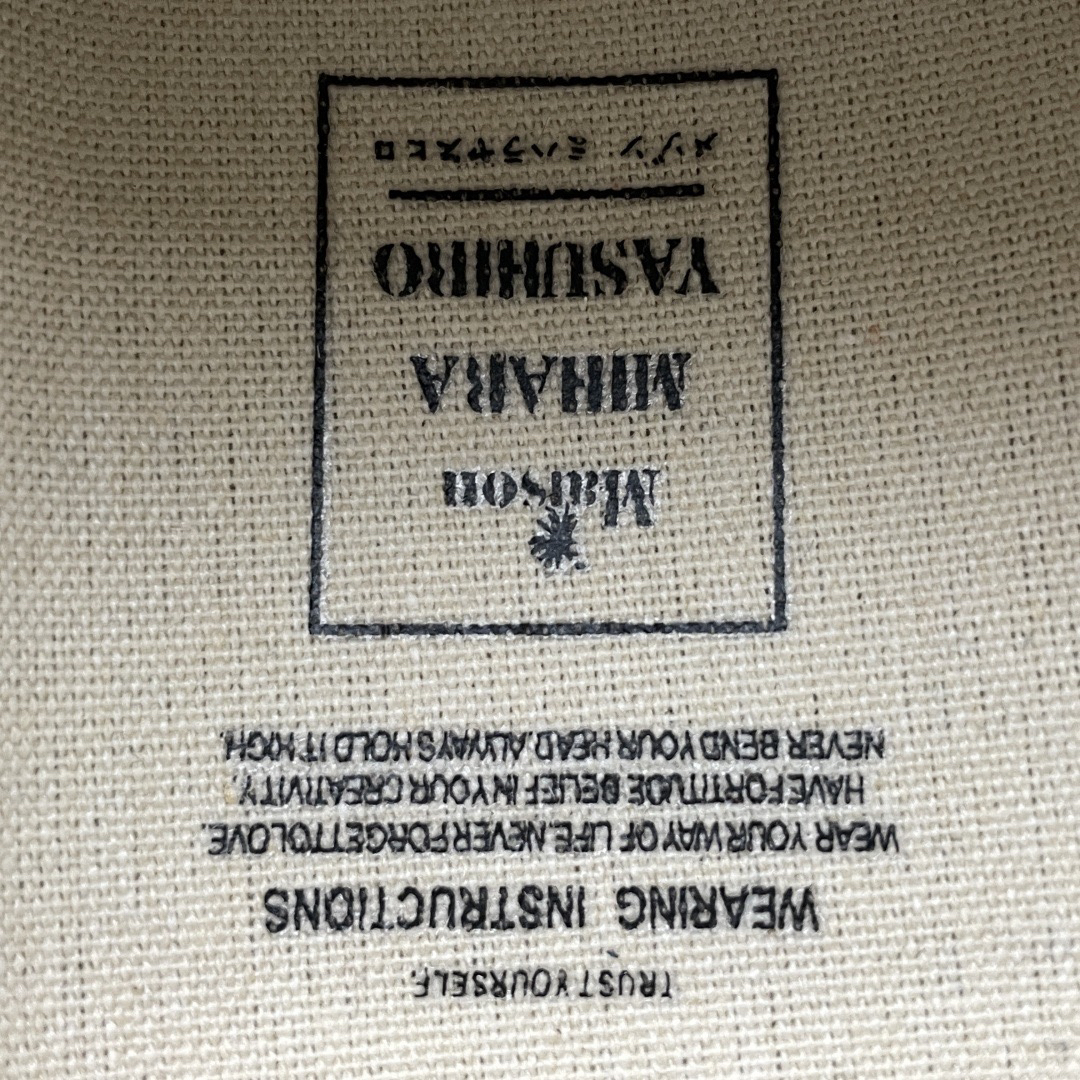 TRUST YOURSELF.
WEARING INSTRUCTIONS
WEAR YOUR WAY OF LIFE. NEVER FORGET TO LOVE.
HAVE FORTITUDE BELIEF IN YOUR CREATIVITY.
NEVER BEND YOUR HEAD. ALWAYS HOLD IT HIGH.
Maison
MIHARA
YASUHIRO
メゾン ミハラヤスヒロ